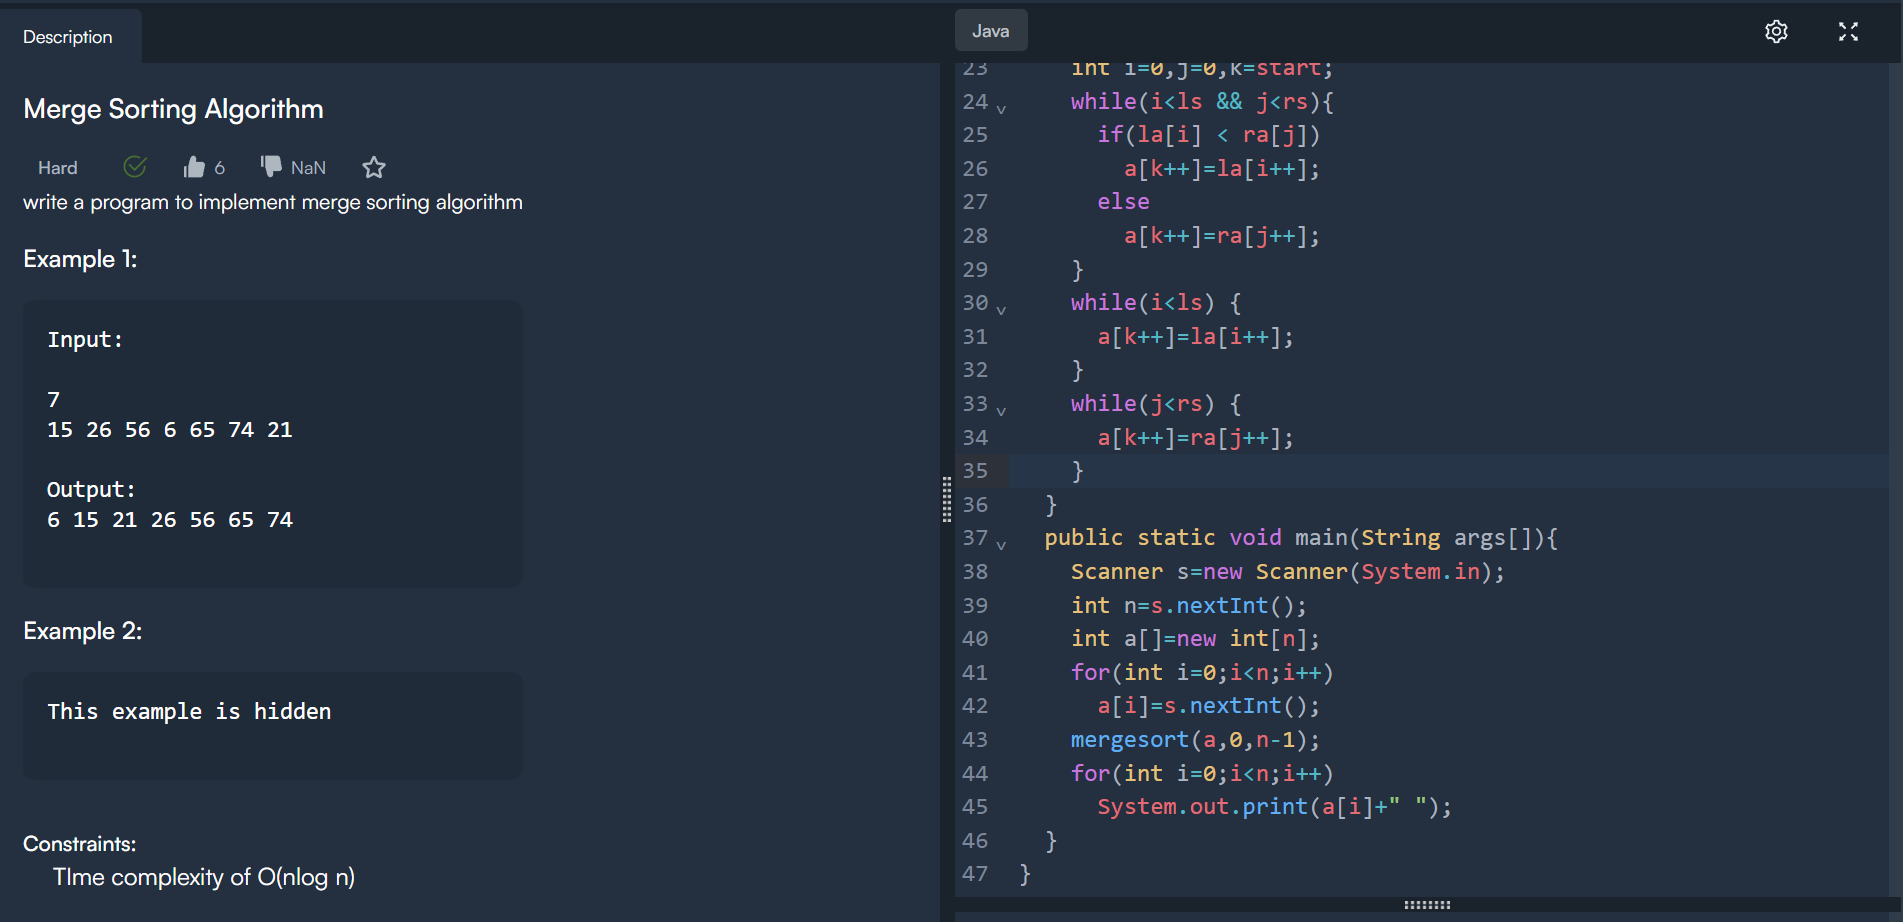 Description
Merge Sorting Algorithm
Hard 6 NaN
write a program to implement merge sorting algorithm
Example 1:
Input:
7
15 26 56 6 65 74 21
Output:
6 15 21 26 56 65 74
Example 2:
This example is hidden
Constraints:
TIme complexity of O(nlog n)
Java
23 int i=0,j=0,k=start;
24 while(i<ls && j<rs){
25 if(la[i] < ra[j])
26 a[k++]=la[i++];
27 else
28 a[k++]=ra[j++];
29 }
30 while(i<ls) {
31 a[k++]=la[i++];
32 }
33 while(j<rs) {
34 a[k++]=ra[j++];
35 }
36 }
37 public static void main(String args[]){
38 Scanner s=new Scanner(System.in);
39 int n=s.nextInt();
40 int a[]=new int[n];
41 for(int i=0;i<n;i++)
42 a[i]=s.nextInt();
43 mergesort(a,0,n-1);
44 for(int i=0;i<n;i++)
45 System.out.print(a[i]+" ");
46 }
47 }